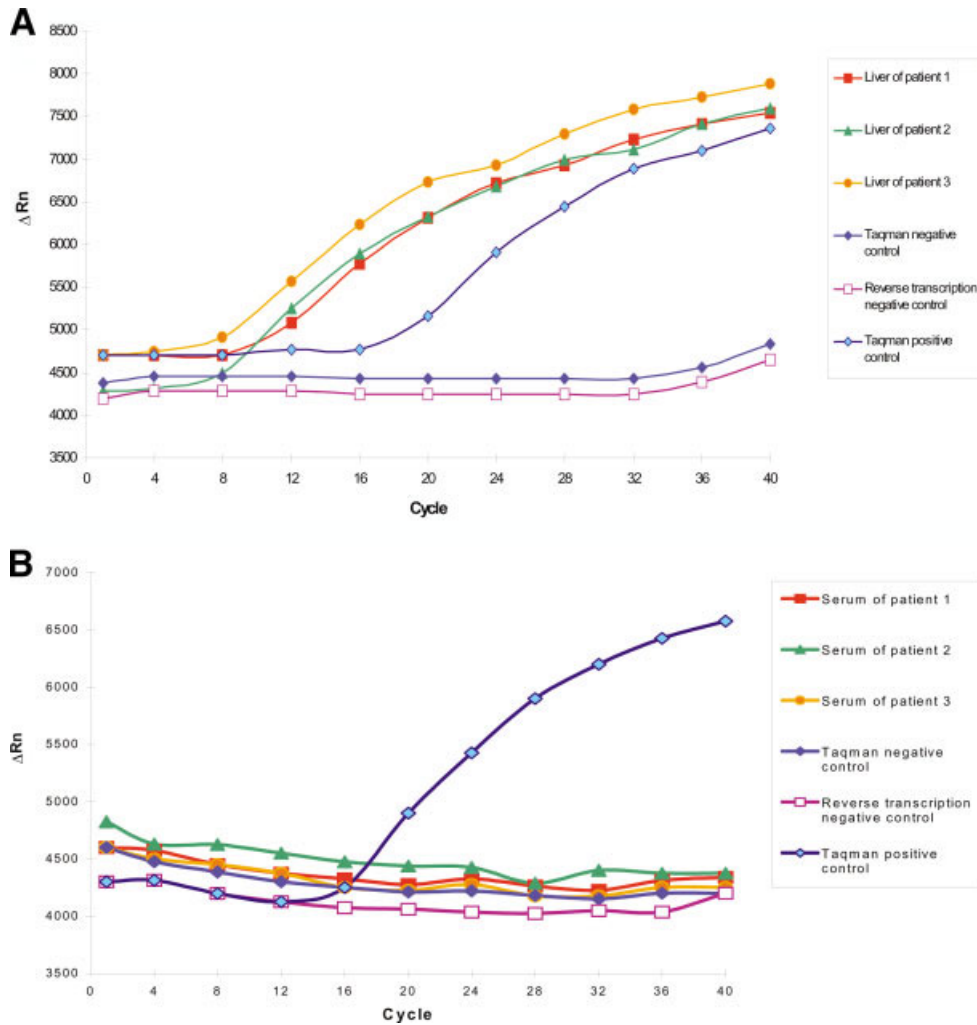 A
8500
8000
7500
7000
6500
6000
5500
5000
4500
4000
3500
Δ Rn
0 4 8 12 16 20 24 28 32 36 40
Cycle
Liver of patient 1
Liver of patient 2
Liver of patient 3
Taqman negative
control
Reverse transcription
negative control
Taqman positive
control
B
7000
6500
6000
5500
5000
4500
4000
3500
ΔRn
0 4 8 12 16 20 24 28 32 36 40
Cycle
Serum of patient 1
Serum of patient 2
Serum of patient 3
Taqman negative
control
Reverse transcription
negative control
Taqman positive
control